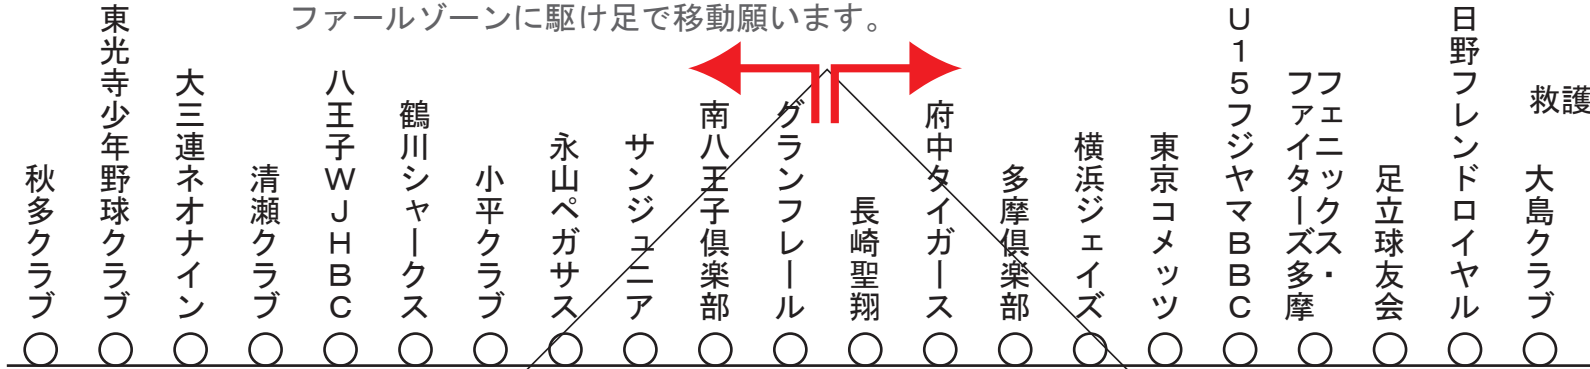 ファールゾーンに駆け足で移動願います。
救護
秋多クラブ
東光寺少年野球クラブ
大三連ネオナイン
清瀬クラブ
八王子WJHBC
鶴川シャークス
小平クラブ
永山ペガサス
サンジュニア
南八王子倶楽部
グランフレール
長崎聖翔
府中タイガース
多摩倶楽部
横浜ジェイズ
東京コメッツ
U15フジヤマBBC
フェニックス・
ファイターズ多摩
足立球友会
日野フレンドロイヤル
大島クラブ